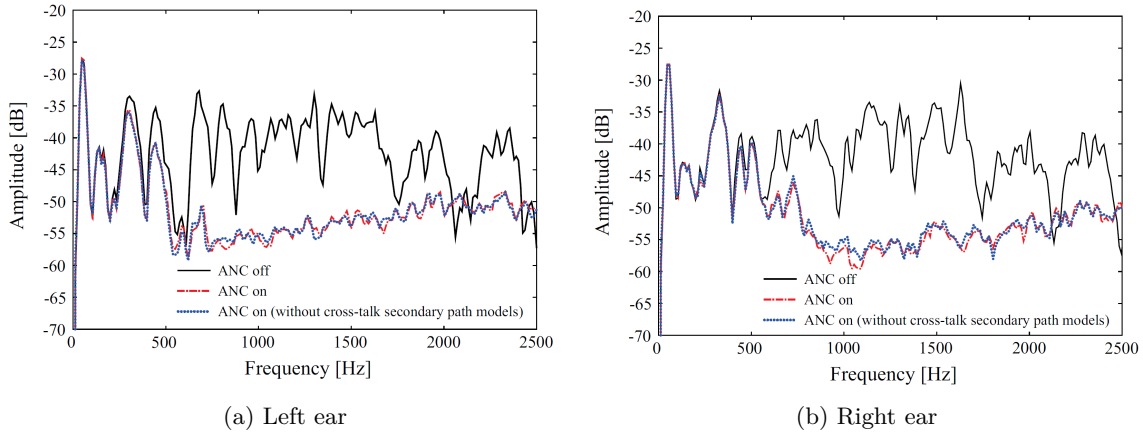 -20
-25
-30
-35
-40
-45
-50
-55
-60
-65
-70
Amplitude [dB]
ANC off
ANC on
ANC on (without cross-talk secondary path models)
0 500 1000 1500 2000 2500
Frequency [Hz]
(a) Left ear
-20
-25
-30
-35
-40
-45
-50
-55
-60
-65
-70
Amplitude [dB]
ANC off
ANC on
ANC on (without cross-talk secondary path models)
0 500 1000 1500 2000 2500
Frequency [Hz]
(b) Right ear